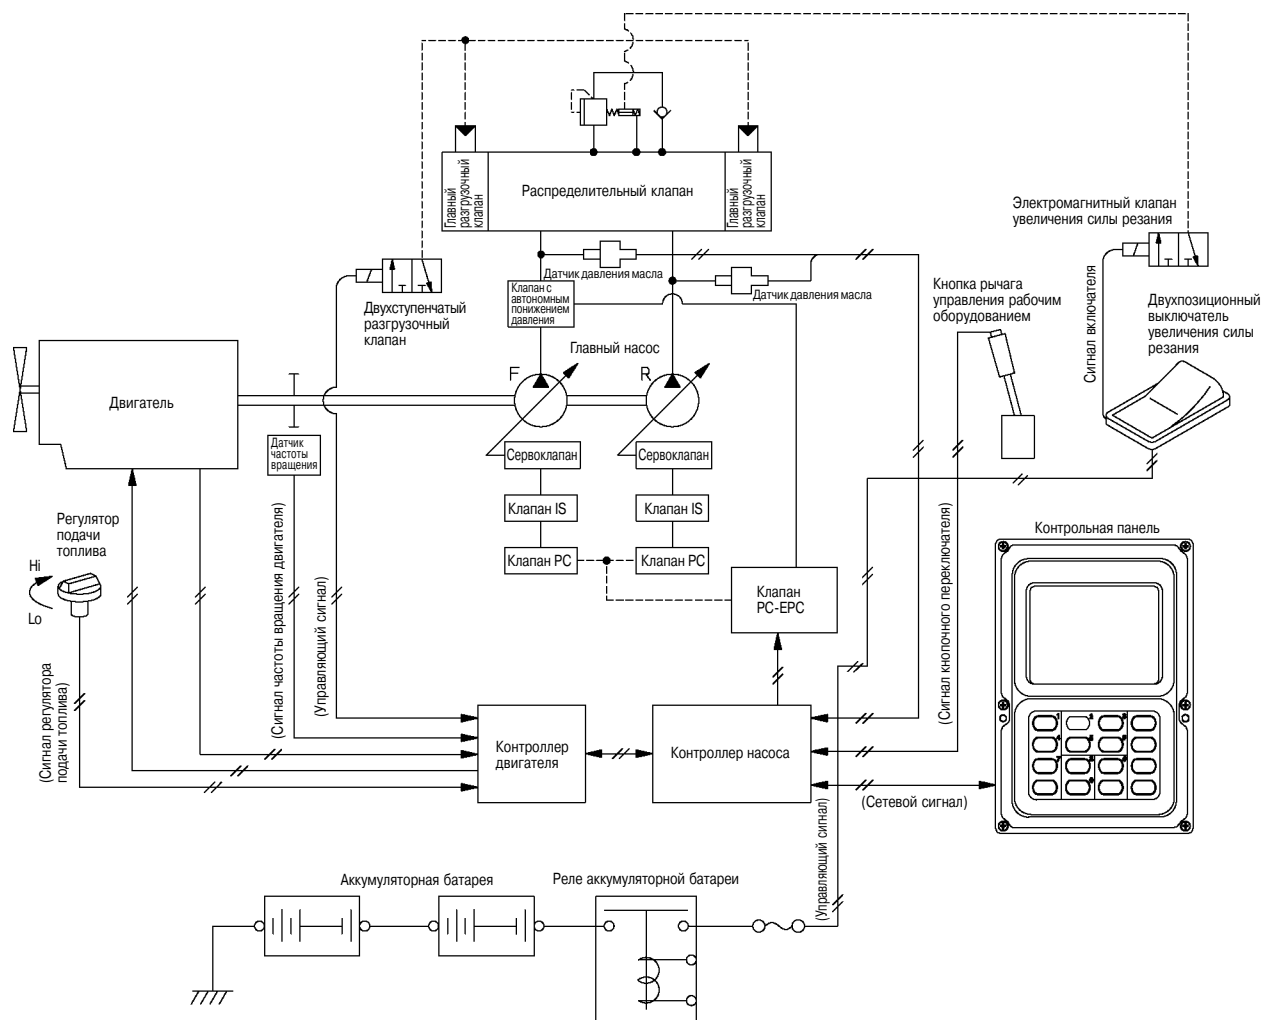 Главный
разгрузочный
клапан
Распределительный клапан
Главный
разгрузочный
клапан
Электромагнитный клапан
увеличения силы резания
Датчик давления масла
Датчик давления масла
Клапан с
автономным
понижением
давления
Двухступенчатый
разгрузочный
клапан
Кнопка рычага
управления рабочим
оборудованием
Сигнал включателя
Двухпозиционный
выключатель
увеличения силы
резания
Главный насос
F
R
Двигатель
Датчик
частоты
вращения
Сервоклапан
Сервоклапан
Клапан IS
Клапан IS
Клапан PC
Клапан PC
Клапан
PC-EPC
Регулятор
подачи
топлива
Hi
Lo
(Сигнал регулятора
подачи топлива)
(Сигнал частоты вращения двигателя)
(Управляющий сигнал)
(Сигнал кнопочного переключателя)
Контрольная панель
Контроллер
двигателя
Контроллер насоса
(Сетевой сигнал)
(Управляющий сигнал)
Аккумуляторная батарея
Реле аккумуляторной батареи